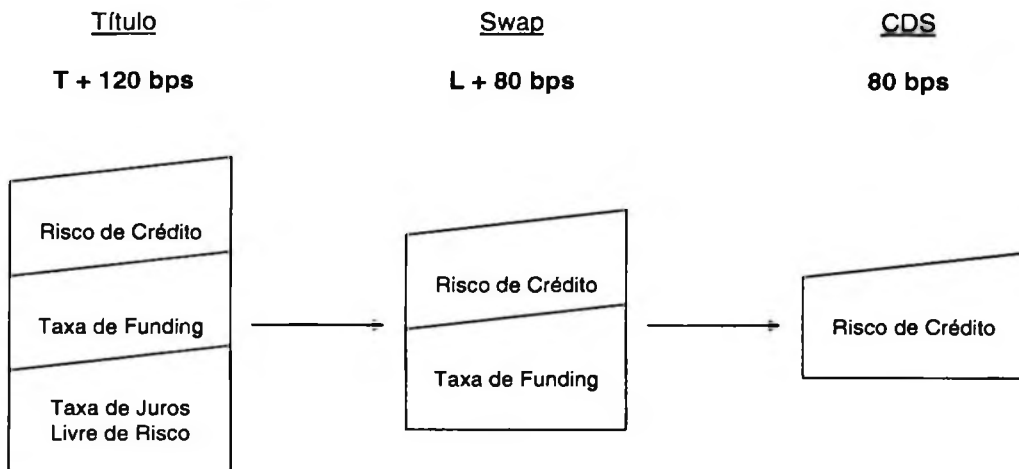 Título
Swap
CDS
T + 120 bps
L + 80 bps
80 bps
Risco de Crédito
Taxa de Funding
Taxa de Juros
Livre de Risco
Risco de Crédito
Taxa de Funding
Risco de Crédito